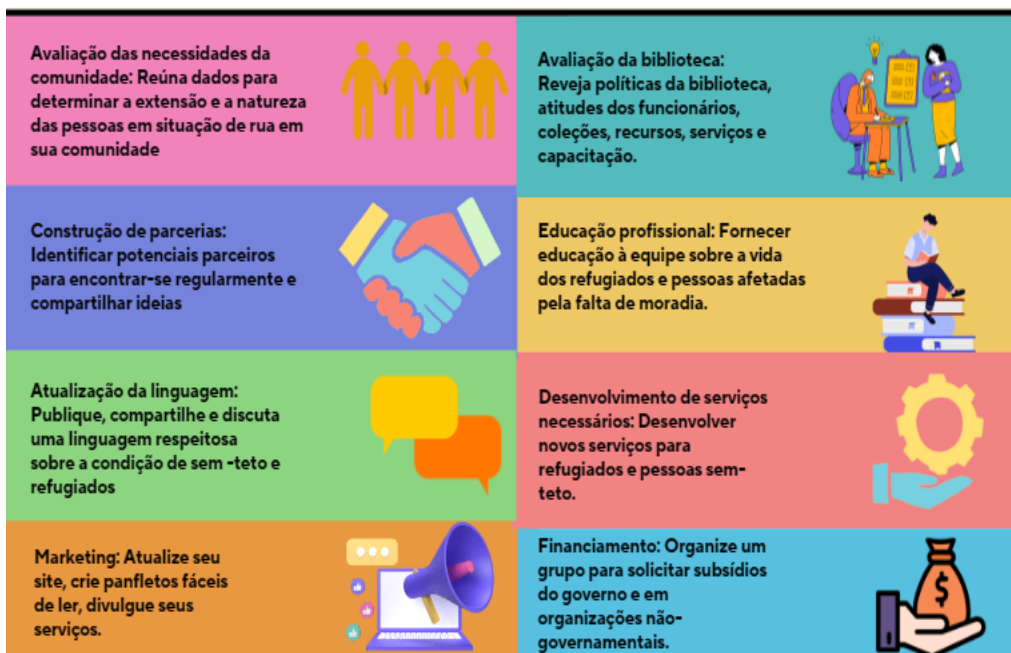 Avaliação das necessidades da
comunidade: Reúna dados para
determinar a extensão e a natureza
das pessoas em situação de rua em
sua comunidade
Avaliação da biblioteca:
Reveja políticas da biblioteca,
atitudes dos funcionários,
coleções, recursos, serviços e
capacitação.
Construção de parcerias:
Identificar potenciais parceiros
para encontrar-se regularmente e
compartilhar ideias
Educação profissional: Fornecer
educação à equipe sobre a vida
dos refugiados e pessoas afetadas
pela falta de moradia.
Atualização da linguagem:
Publique, compartilhe e discuta
uma linguagem respeitosa
sobre a condição de sem -teto e
refugiados
Desenvolvimento de serviços
necessários: Desenvolver
novos serviços para
refugiados e pessoas sem-
teto.
Marketing: Atualize seu
site, crie panfletos fáceis
de ler, divulgue seus
serviços.
Financiamento: Organize um
grupo para solicitar subsídios
do governo e em
organizações não-
governamentais.
$